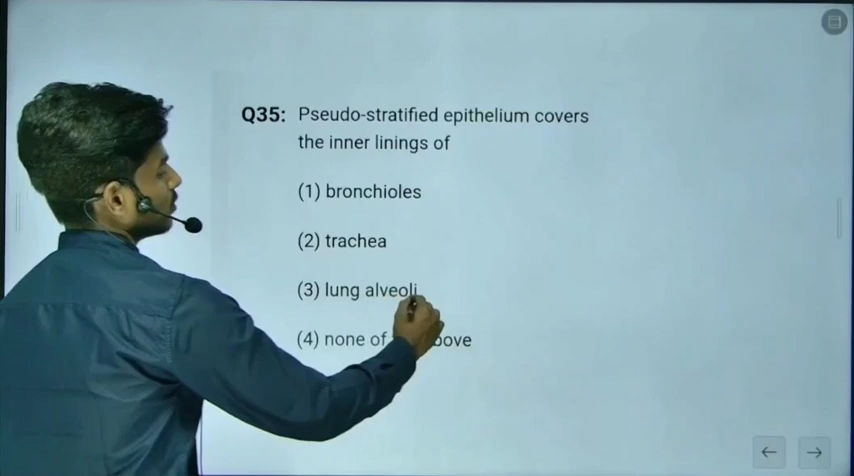 Q35: Pseudo-stratified epithelium covers
the inner linings of
(1) bronchioles
(2) trachea
(3) lung alveoli
(4) none of